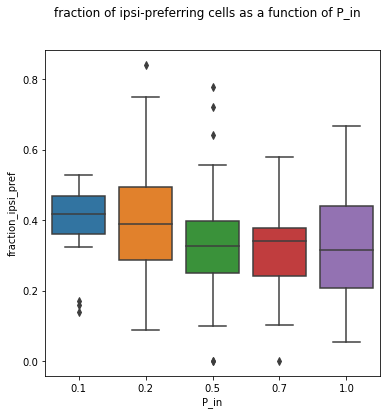 fraction of ipsi-preferring cells as a function of P_in
fraction_ipsi_pref
0.8
0.6
0.4
0.2
0.0
0.1 0.2 0.5 0.7 1.0
P_in